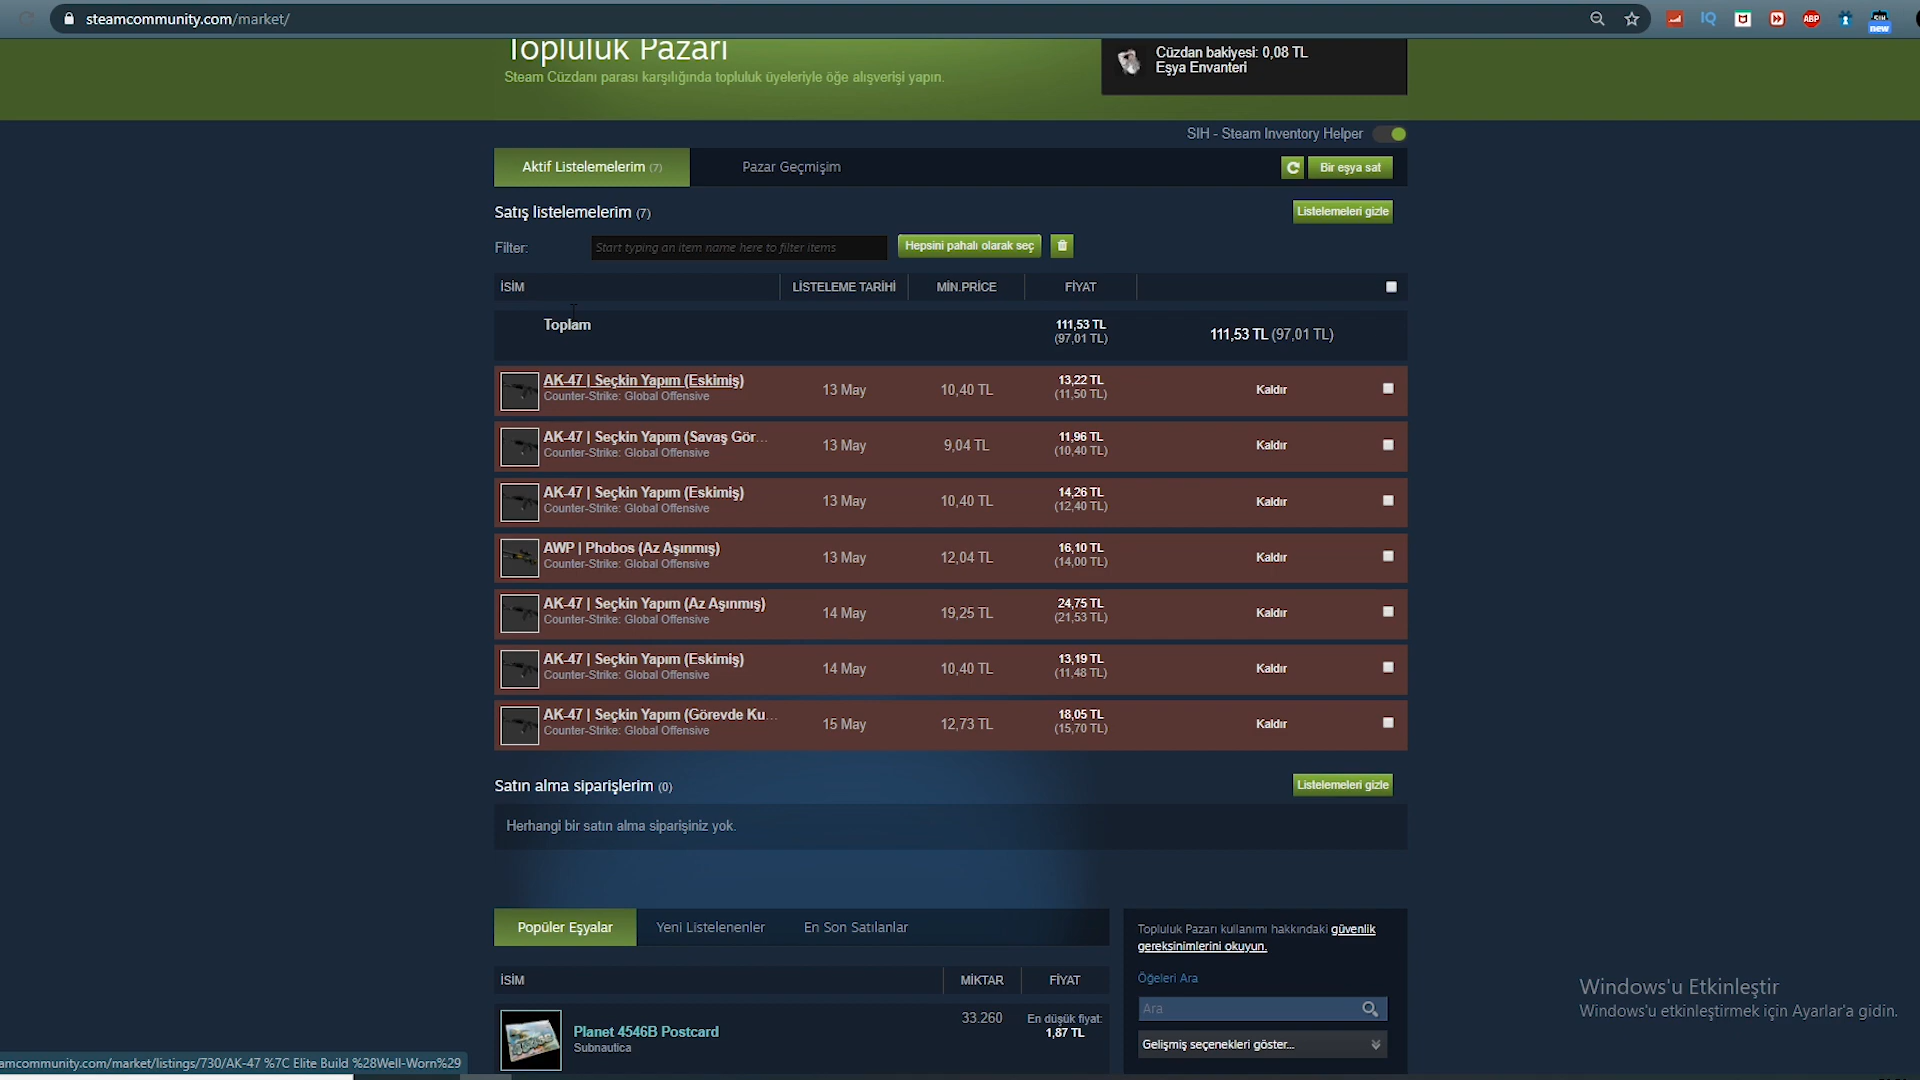 steamcommunity.com/market/
ABP
new
Topluluk Pazarı
Steam Cüzdanı parası karşılığında topluluk üyeleriyle öğe alışverişi yapın.
Cüzdan bakiyesi: 0,08 TL
Eşya Envanteri
SIH - Steam Inventory Helper
Aktif Listelemelerim (7)
Pazar Geçmişim
Bir eşya sat
Satış listelemelerim (7)
Listelemeleri gizle
Filter:
Start typing an item name here to filter items
Hepsini pahalı olarak seç
İSİM
LİSTELEME TARİHİ
MİN.PRİCE
FİYAT
Toplam
111,53 TL
(97,01 TL)
111,53 TL (97,01 TL)
AK-47 | Seçkin Yapım (Eskimiş)
Counter-Strike: Global Offensive
13 May
10,40 TL
13,22 TL
(11,50 TL)
Kaldır
AK-47 | Seçkin Yapım (Savaş Gör...
Counter-Strike: Global Offensive
13 May
9,04 TL
11,96 TL
(10,40 TL)
Kaldır
AK-47 | Seçkin Yapım (Eskimiş)
Counter-Strike: Global Offensive
13 May
10,40 TL
14,26 TL
(12,40 TL)
Kaldır
AWP | Phobos (Az Aşınmış)
Counter-Strike: Global Offensive
13 May
12,04 TL
16,10 TL
(14,00 TL)
Kaldır
AK-47 | Seçkin Yapım (Az Aşınmış)
Counter-Strike: Global Offensive
14 May
19,25 TL
24,75 TL
(21,53 TL)
Kaldır
AK-47 | Seçkin Yapım (Eskimiş)
Counter-Strike: Global Offensive
14 May
10,40 TL
13,19 TL
(11,48 TL)
Kaldır
AK-47 | Seçkin Yapım (Görevde Ku...
Counter-Strike: Global Offensive
15 May
12,73 TL
18,05 TL
(15,70 TL)
Kaldır
Satın alma siparişlerim (0)
Listelemeleri gizle
Herhangi bir satın alma siparişiniz yok.
Popüler Eşyalar
Yeni Listelenenler
En Son Satılanlar
İSİM
MİKTAR
FİYAT
Planet 4546B Postcard
Subnautica
33.260
En düşük fiyat:
1,87 TL
Topluluk Pazarı kullanımı hakkındaki güvenlik
gereksinimlerini okuyun.
Öğeleri Ara
Ara
Gelişmiş seçenekleri göster...
Windows'u Etkinleştir
Windows'u etkinleştirmek için Ayarlar'a gidin.
amcommunity.com/market/listings/730/AK-47 %7C Elite Build %28Well-Worn%29